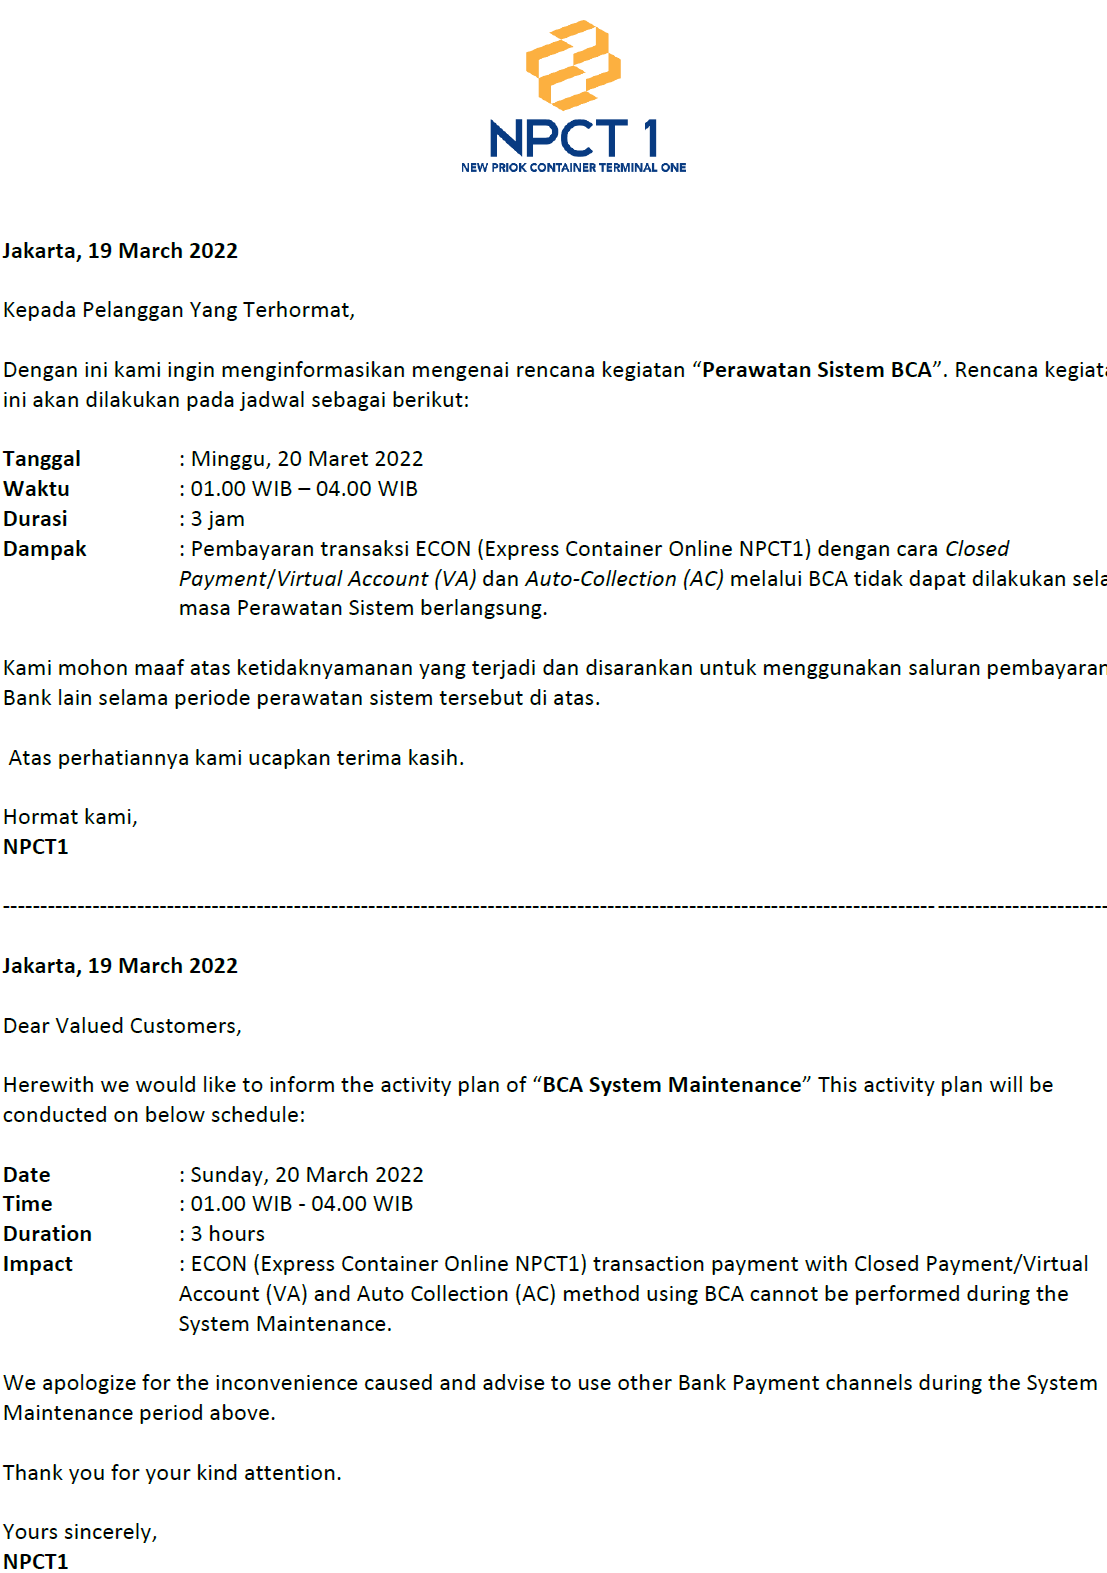 NPCT 1
NEW PRIOK CONTAINER TERMINAL ONE
Jakarta, 19 March 2022
Kepada Pelanggan Yang Terhormat,
Dengan ini kami ingin menginformasikan mengenai rencana kegiatan “Perawatan Sistem BCA”. Rencana kegiata
ini akan dilakukan pada jadwal sebagai berikut:
Tanggal : Minggu, 20 Maret 2022
Waktu : 01.00 WIB – 04.00 WIB
Durasi : 3 jam
Dampak : Pembayaran transaksi ECON (Express Container Online NPCT1) dengan cara Closed
Payment/Virtual Account (VA) dan Auto-Collection (AC) melalui BCA tidak dapat dilakukan sela
masa Perawatan Sistem berlangsung.
Kami mohon maaf atas ketidaknyamanan yang terjadi dan disarankan untuk menggunakan saluran pembayaran
Bank lain selama periode perawatan sistem tersebut di atas.
Atas perhatiannya kami ucapkan terima kasih.
Hormat kami,
NPCT1
--------------------------------------------------------------------------------------------------------------------------------------------------
Jakarta, 19 March 2022
Dear Valued Customers,
Herewith we would like to inform the activity plan of “BCA System Maintenance” This activity plan will be
conducted on below schedule:
Date : Sunday, 20 March 2022
Time : 01.00 WIB - 04.00 WIB
Duration : 3 hours
Impact : ECON (Express Container Online NPCT1) transaction payment with Closed Payment/Virtual
Account (VA) and Auto Collection (AC) method using BCA cannot be performed during the
System Maintenance.
We apologize for the inconvenience caused and advise to use other Bank Payment channels during the System
Maintenance period above.
Thank you for your kind attention.
Yours sincerely,
NPCT1